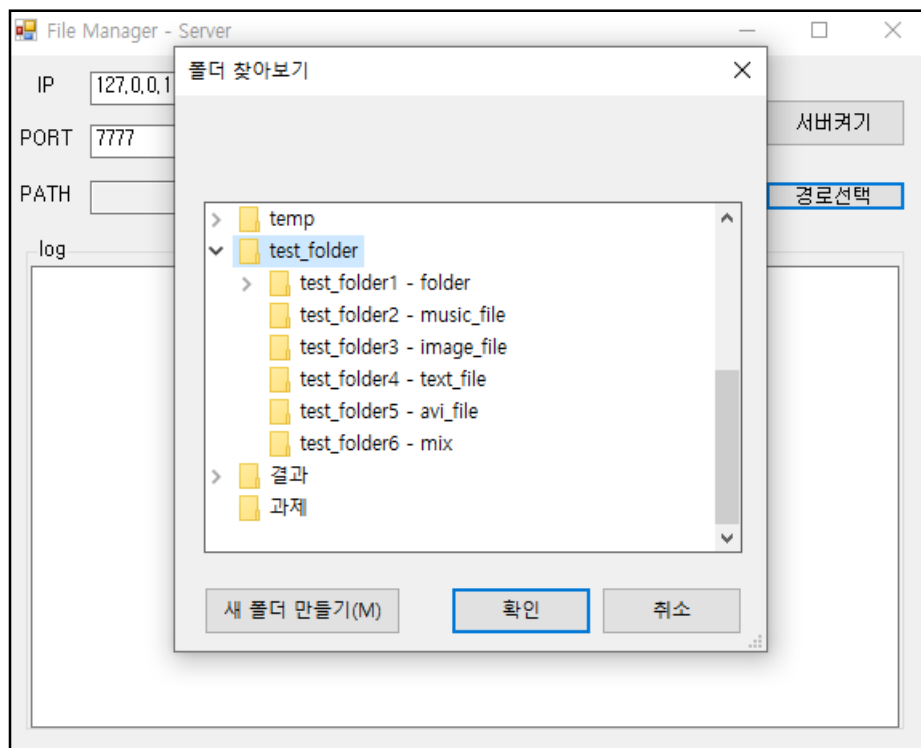 File Manager - Server
폴더 찾아보기
IP
127,0,0,1
서버켜기
PORT
7777
PATH
경로선택
log
temp
test_folder
test_folder1 - folder
test_folder2 - music_file
test_folder3 - image_file
test_folder4 - text_file
test_folder5 - avi_file
test_folder6 - mix
결과
과제
새 폴더 만들기(M)
확인
취소